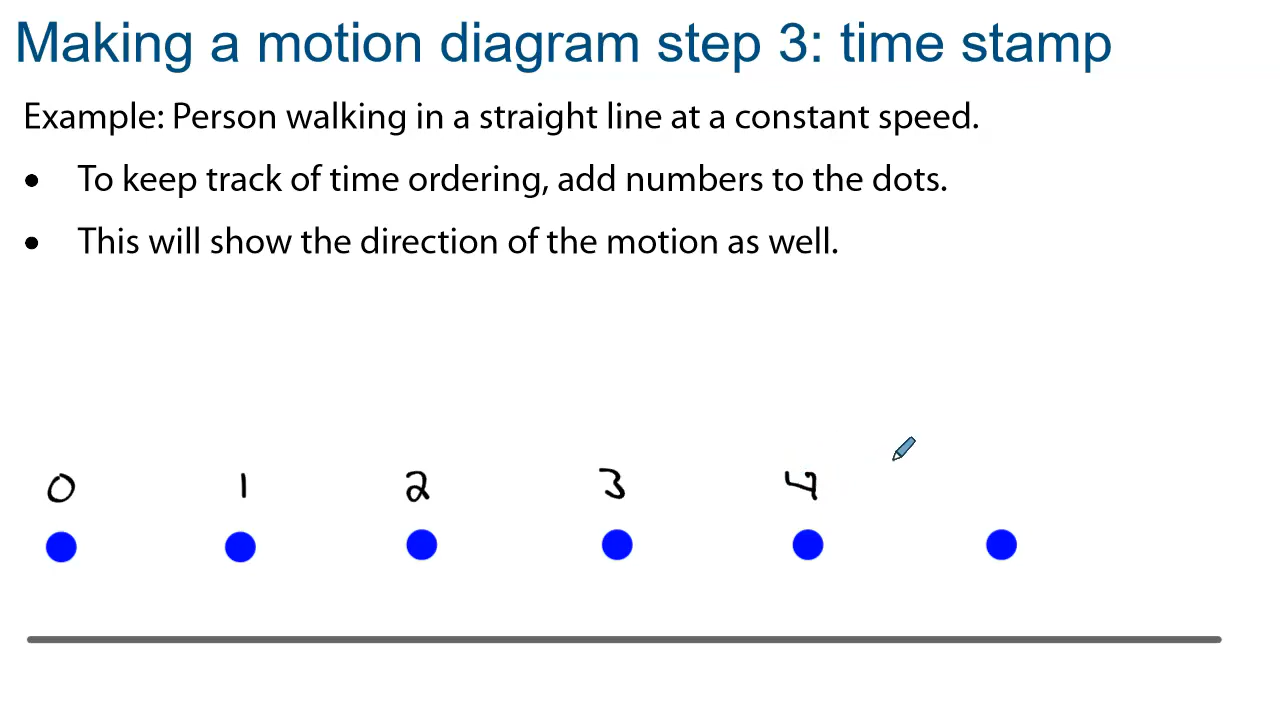 Making a motion diagram step 3: time stamp
Example: Person walking in a straight line at a constant speed.
• To keep track of time ordering, add numbers to the dots.
• This will show the direction of the motion as well.
0 1 2 3 4